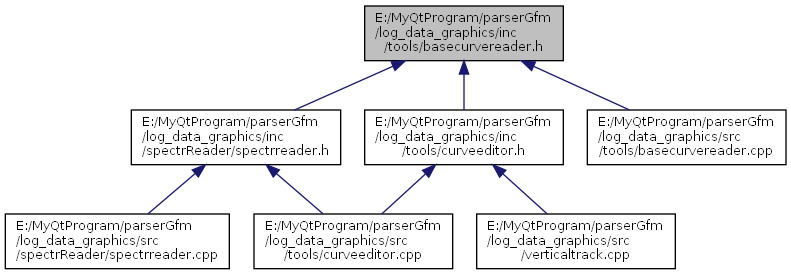 E:/MyQtProgram/parserGfm
/log_data_graphics/inc
/tools/basecurvereader.h
E:/MyQtProgram/parserGfm
/log_data_graphics/inc
/spectrReader/spectrreader.h
E:/MyQtProgram/parserGfm
/log_data_graphics/inc
/tools/curveeditor.h
E:/MyQtProgram/parserGfm
/log_data_graphics/src
/tools/basecurvereader.cpp
E:/MyQtProgram/parserGfm
/log_data_graphics/src
/spectrReader/spectrreader.cpp
E:/MyQtProgram/parserGfm
/log_data_graphics/src
/tools/curveeditor.cpp
E:/MyQtProgram/parserGfm
/log_data_graphics/src
/verticaltrack.cpp